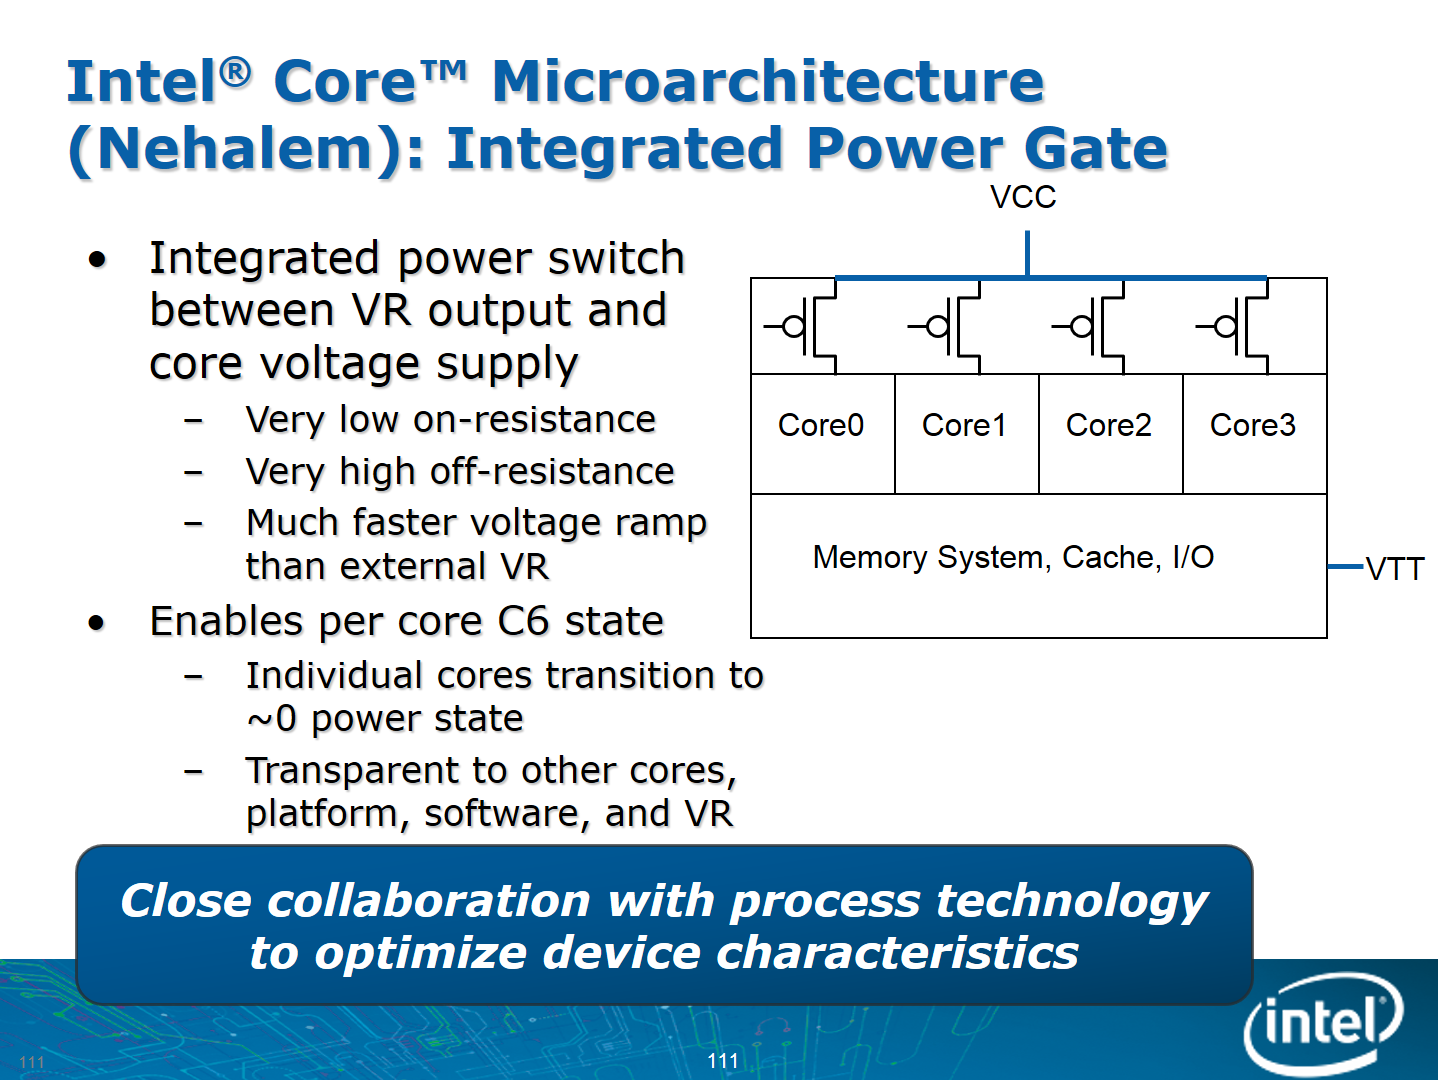 Intel® Core™ Microarchitecture
(Nehalem): Integrated Power Gate
• Integrated power switch
between VR output and
core voltage supply
– Very low on-resistance
– Very high off-resistance
– Much faster voltage ramp
than external VR
• Enables per core C6 state
– Individual cores transition to
~0 power state
– Transparent to other cores,
platform, software, and VR
VCC
Core0 Core1 Core2 Core3
Memory System, Cache, I/O
VTT
Close collaboration with process technology
to optimize device characteristics
111
111
intel®